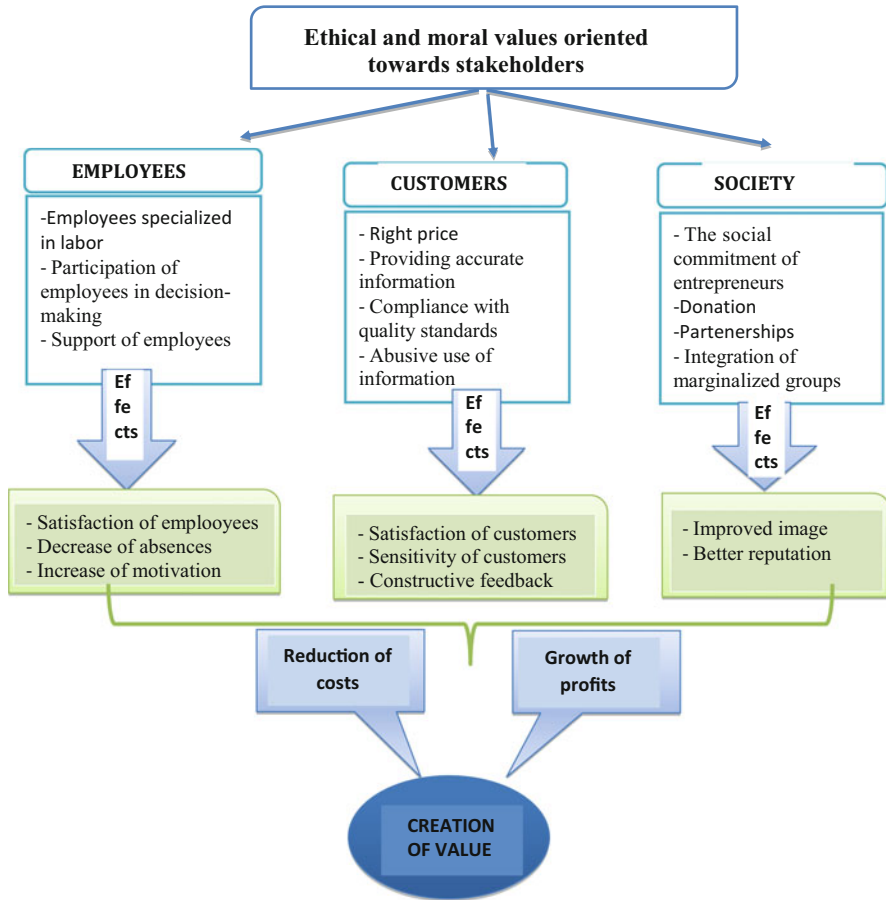 Ethical and moral values oriented
towards stakeholders
EMPLOYEES
-Employees specialized
in labor
- Participation of
employees in decision-
making
- Support of employees
Ef
fe
cts
- Satisfaction of emplooyees
- Decrease of absences
- Increase of motivation
CUSTOMERS
- Right price
- Providing accurate
information
- Compliance with
quality standards
- Abusive use of
information
Ef
fe
cts
- Satisfaction of customers
- Sensitivity of customers
- Constructive feedback
SOCIETY
- The social
commitment of
entrepreneurs
-Donation
-Partenerships
- Integration of
marginalized groups
Ef
fe
cts
- Improved image
- Better reputation
Reduction of
costs
Growth of
profits
CREATION
OF VALUE